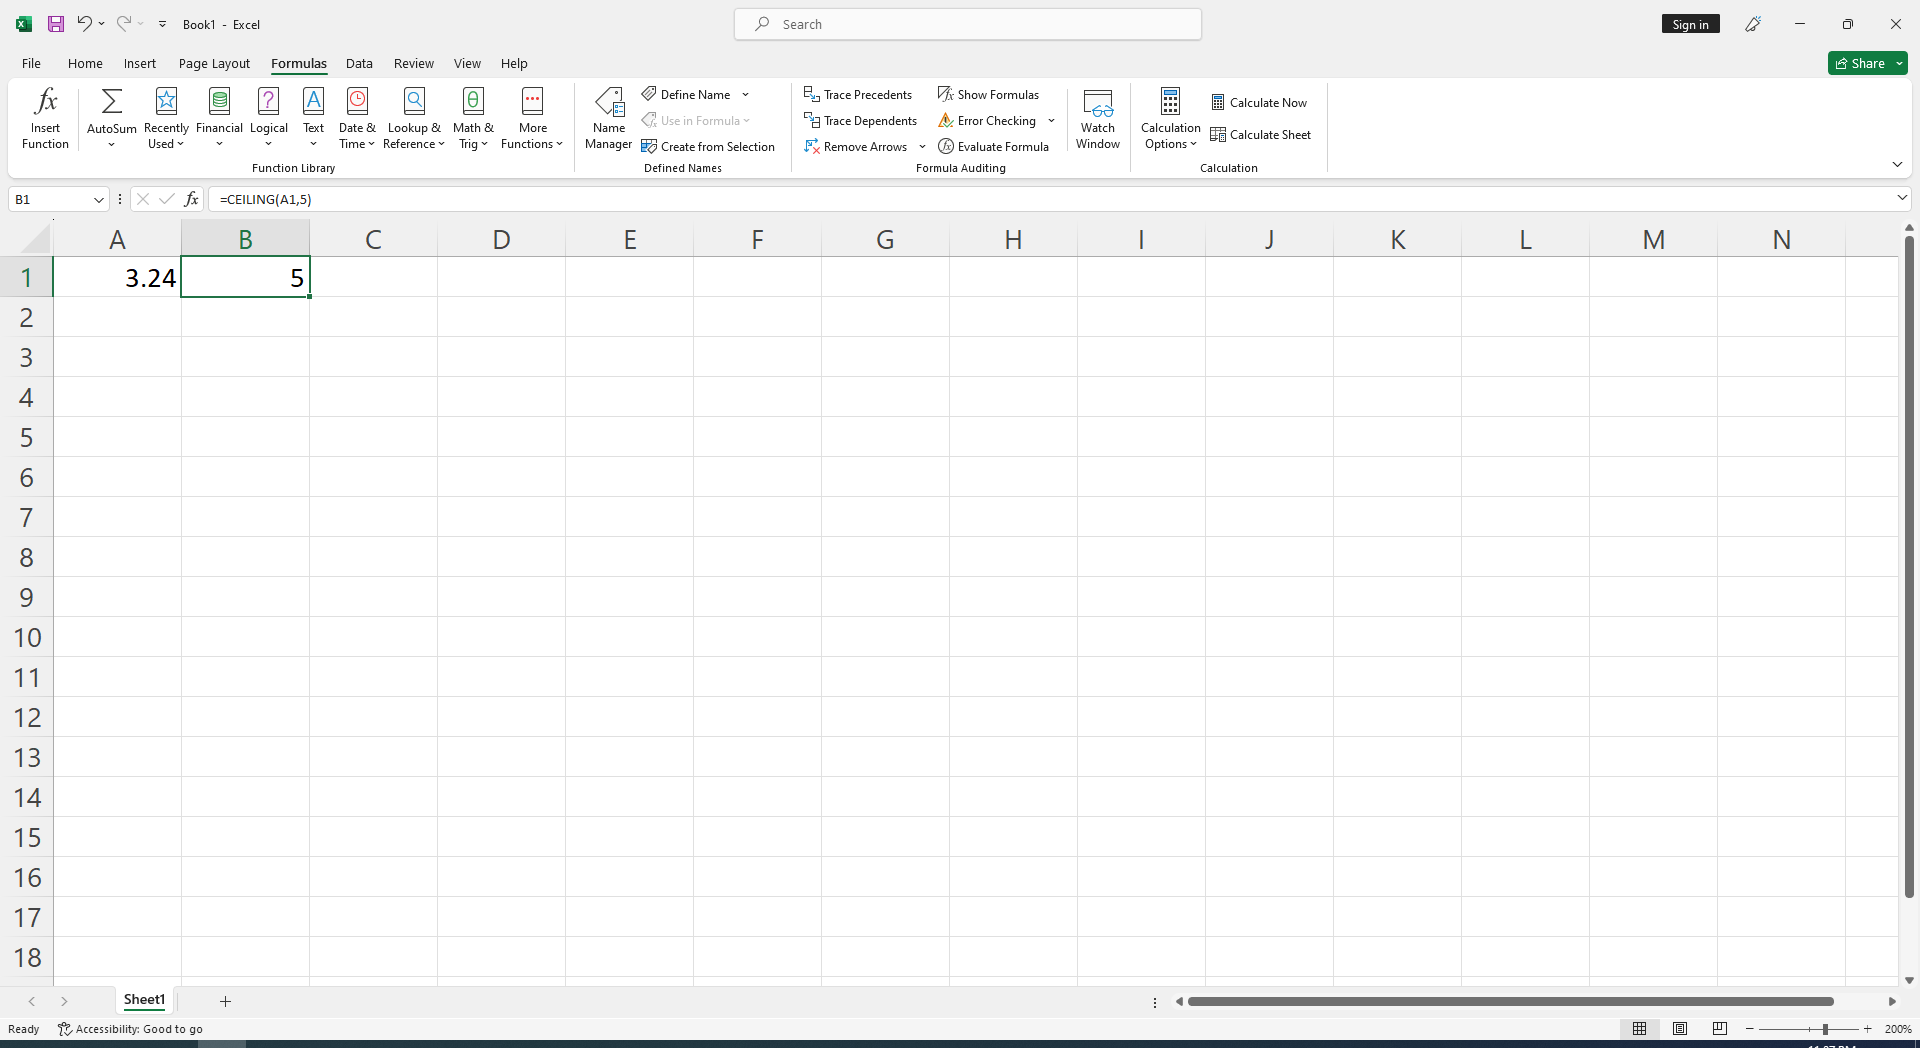 Book1 - Excel
Search
Sign in
File Home Insert Page Layout Formulas Data Review View Help
Share
Insert Function
AutoSum
Recently Used
Financial
Logical
Text
Date & Time
Lookup & Reference
Math & Trig
More Functions
Function Library
Name Manager
Define Name
Use in Formula
Create from Selection
Defined Names
Trace Precedents
Trace Dependents
Remove Arrows
Show Formulas
Error Checking
Evaluate Formula
Formula Auditing
Watch Window
Calculation Options
Calculate Now
Calculate Sheet
Calculation
B1
fx
=CEILING(A1,5)
A B C D E F G H I J K L M N
1 3.24 5
2
3
4
5
6
7
8
9
10
11
12
13
14
15
16
17
18
Sheet1
Ready
Accessibility: Good to go
200%